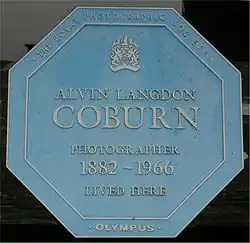 · THE ROYAL PHOTOGRAPHIC SOCIETY ·
ALVIN LANGDON
COBURN
PHOTOGRAPHER
1882~1966
LIVED HERE
· OLYMPUS ·